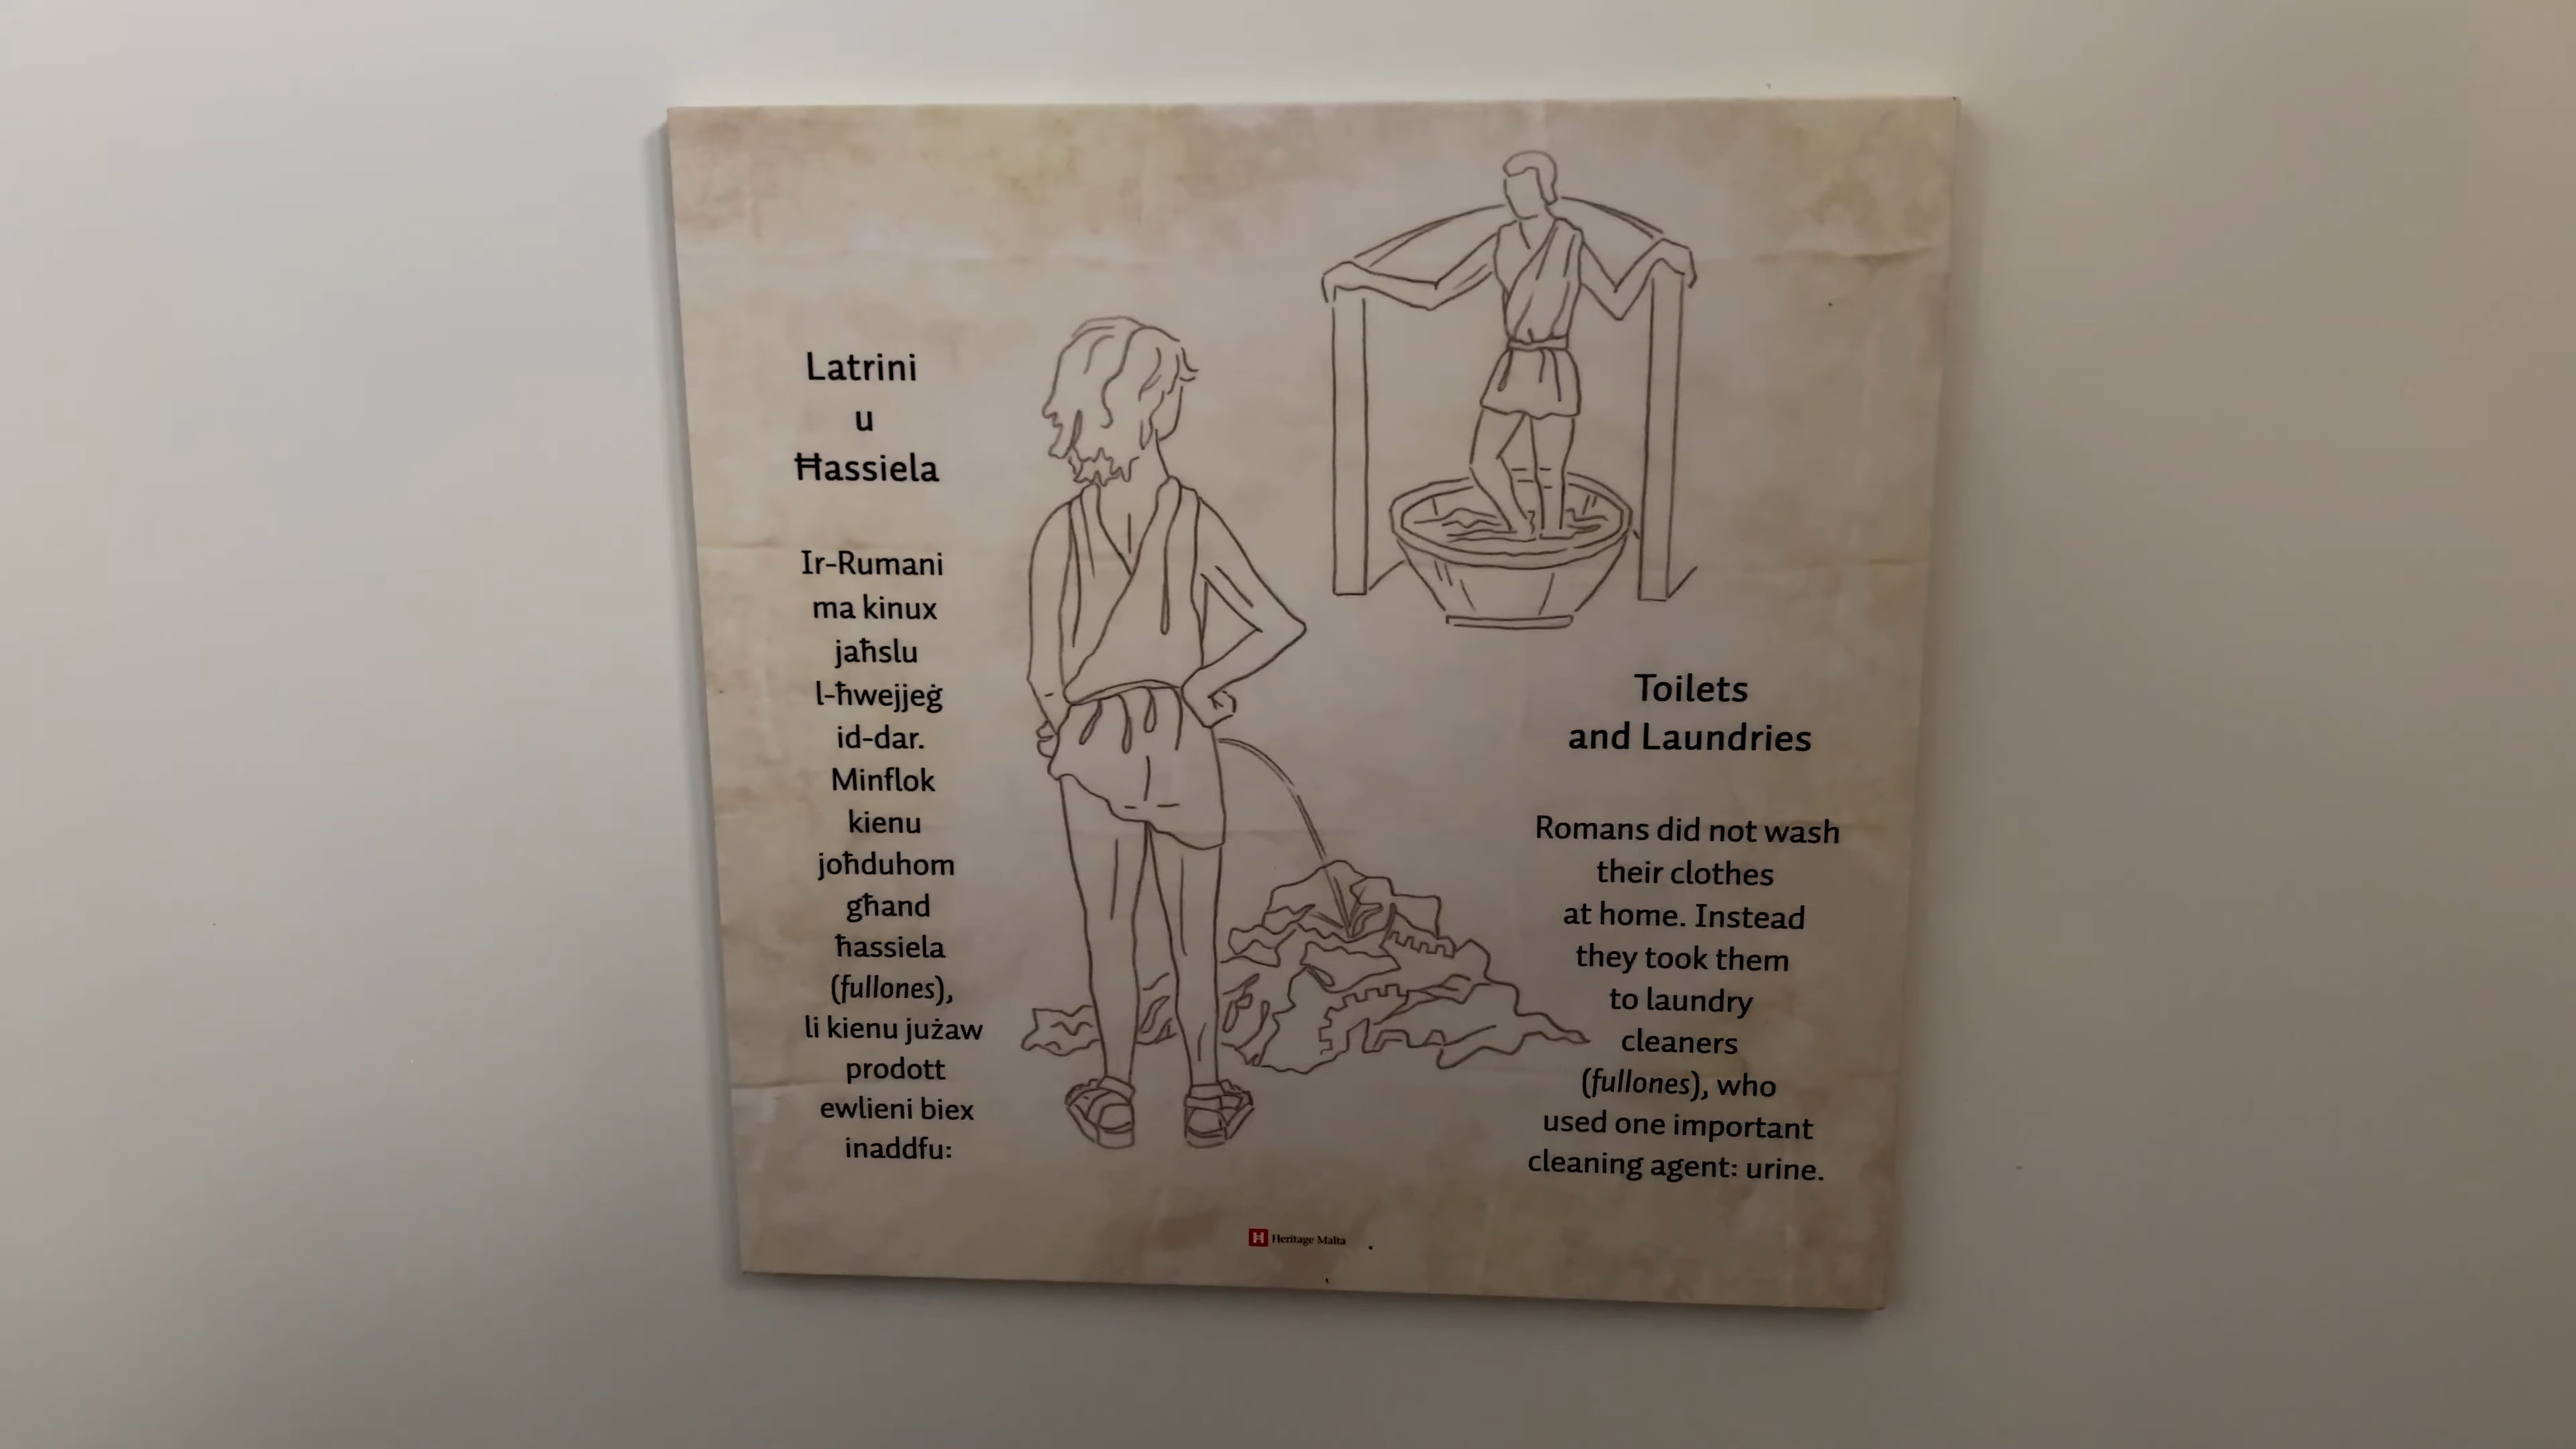 Latrini
u
Ħassiela
Ir-Rumani
ma kinux
jaħslu
l-ħwejjeġ
id-dar.
Minflok
kienu
joħduhom
għand
ħassiela
(fullones),
li kienu jużaw
prodott
ewlieni biex
inaddfu:
Toilets
and Laundries
Romans did not wash
their clothes
at home. Instead
they took them
to laundry
cleaners
(fullones), who
used one important
cleaning agent: urine.
Heritage Malta